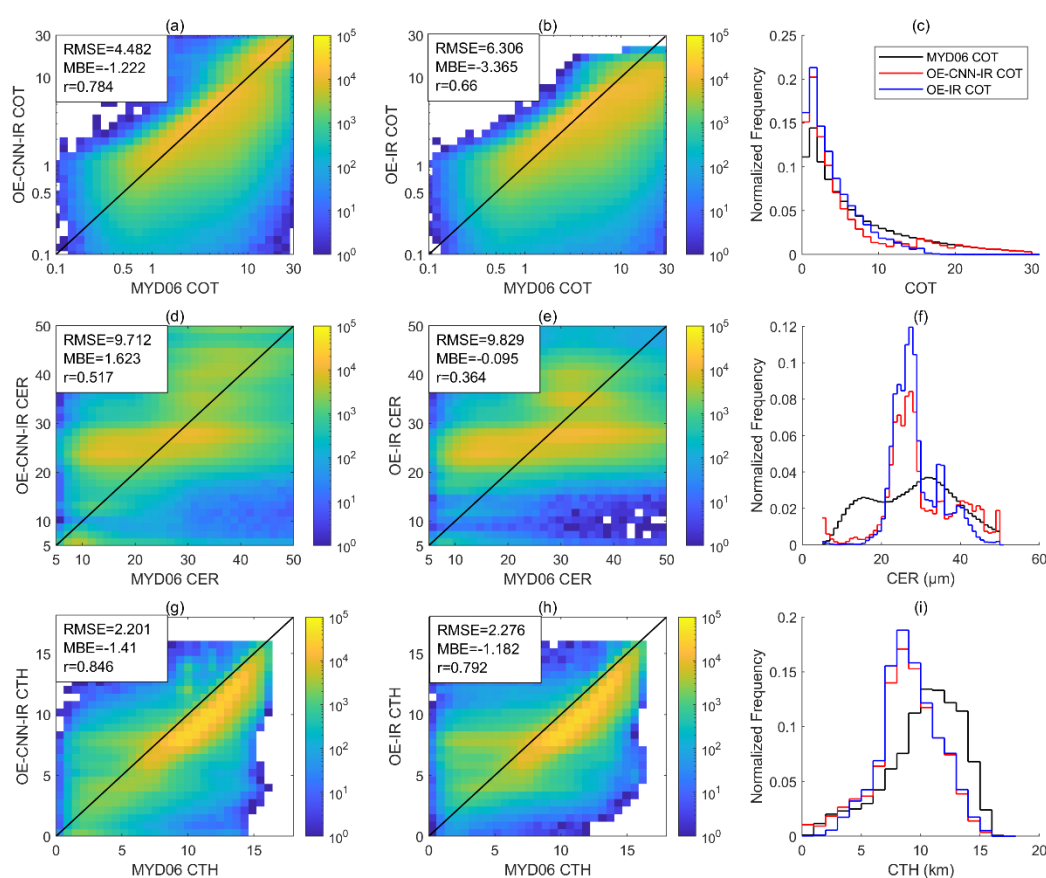 (a)
RMSE=4.482
MBE=-1.222
r=0.784
OE-CNN-IR COT
30
10
1
0.5
0.1
0.1 0.5 1 10 30
MYD06 COT
10^5
10^4
10^3
10^2
10^1
10^0
(b)
RMSE=6.306
MBE=-3.365
r=0.66
OE-IR COT
30
10
1
0.5
0.1
0.1 0.5 1 10 30
MYD06 COT
10^5
10^4
10^3
10^2
10^1
10^0
(c)
MYD06 COT
OE-CNN-IR COT
OE-IR COT
Normalized Frequency
0.25
0.2
0.15
0.1
0.05
0
0 10 20 30
COT
(d)
RMSE=9.712
MBE=1.623
r=0.517
OE-CNN-IR CER
50
40
30
20
10
5
5 10 20 30 40 50
MYD06 CER
10^5
10^4
10^3
10^2
10^1
10^0
(e)
RMSE=9.829
MBE=-0.095
r=0.364
OE-IR CER
50
40
30
20
10
5
5 10 20 30 40 50
MYD06 CER
10^5
10^4
10^3
10^2
10^1
10^0
(f)
Normalized Frequency
0.12
0.1
0.08
0.06
0.04
0.02
0
0 20 40 60
CER (μm)
(g)
RMSE=2.201
MBE=-1.41
r=0.846
OE-CNN-IR CTH
15
10
5
0
0 5 10 15
MYD06 CTH
10^5
10^4
10^3
10^2
10^1
10^0
(h)
RMSE=2.276
MBE=-1.182
r=0.792
OE-IR CTH
15
10
5
0
0 5 10 15
MYD06 CTH
10^5
10^4
10^3
10^2
10^1
10^0
(i)
Normalized Frequency
0.2
0.15
0.1
0.05
0
0 5 10 15 20
CTH (km)